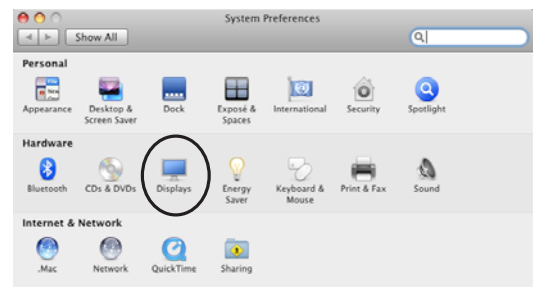 System Preferences
Show All
Personal
Appearance
Desktop &
Screen Saver
Dock
Exposé &
Spaces
International
Security
Spotlight
Hardware
Bluetooth
CDs & DVDs
Displays
Energy
Saver
Keyboard &
Mouse
Print & Fax
Sound
Internet & Network
.Mac
Network
QuickTime
Sharing